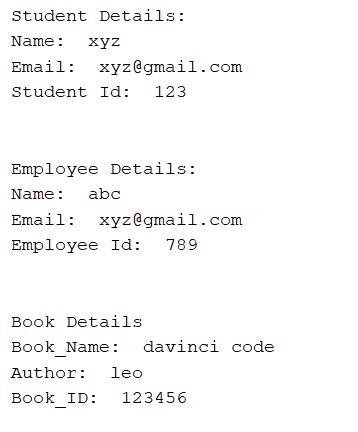 Student Details:
Name:  xyz
Email:  xyz@gmail.com
Student Id:  123
Employee Details:
Name:  abc
Email:  xyz@gmail.com
Employee Id:  789
Book Details
Book_Name:  davinci code
Author:  leo
Book_ID:  123456